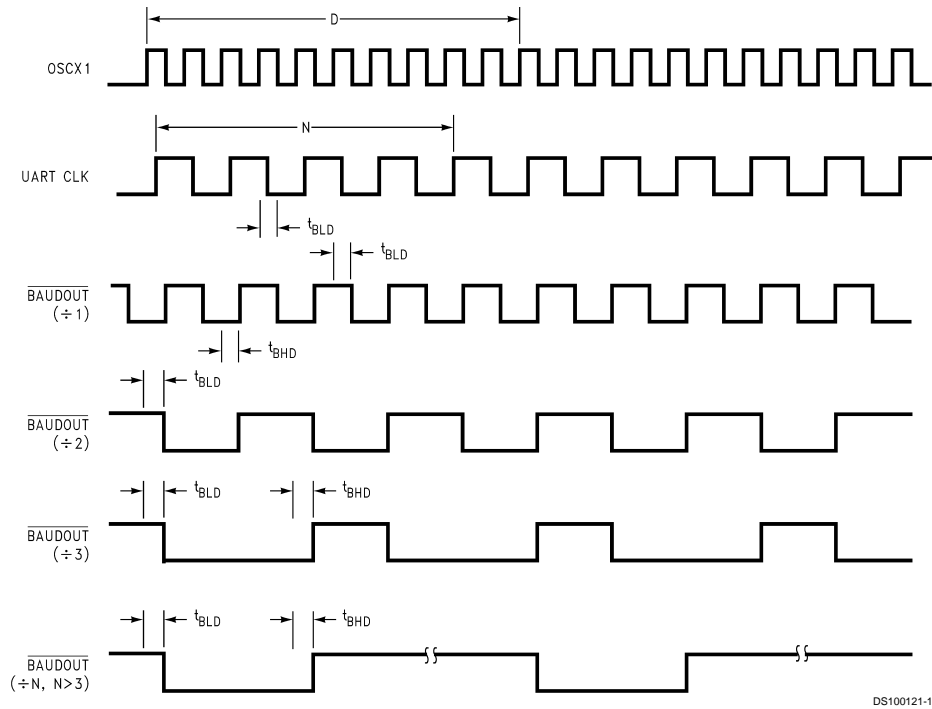 D
OSCX1
N
UART CLK
tBLD
tBLD
BAUDOUT
(÷1)
tBHD
tBLD
BAUDOUT
(÷2)
tBLD
tBHD
BAUDOUT
(÷3)
tBLD
tBHD
BAUDOUT
(÷N, N>3)
DS100121-1